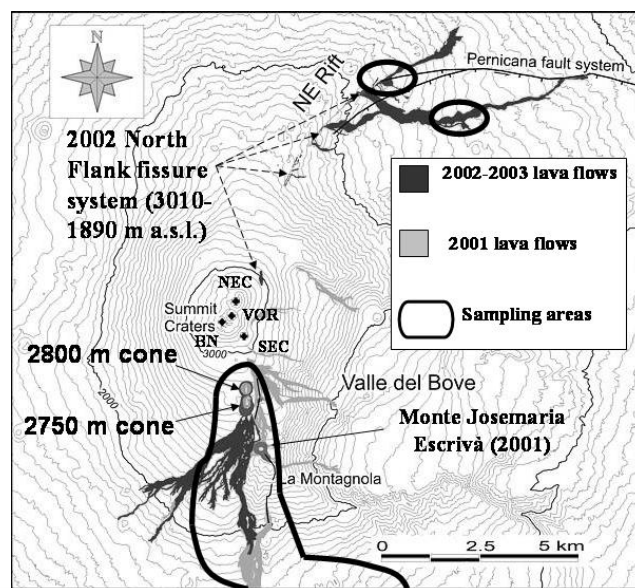 N
NE Rift
Pernicana fault system
2002 North
Flank fissure
system (3010-
1890 m a.s.l.)
2002-2003 lava flows
2001 lava flows
Sampling areas
NEC
Summit
Craters
VOR
BN
SEC
3000
2000
2800 m cone
2750 m cone
Valle del Bove
Monte Josemaria
Escrivà (2001)
La Montagnola
0 2.5 5 km